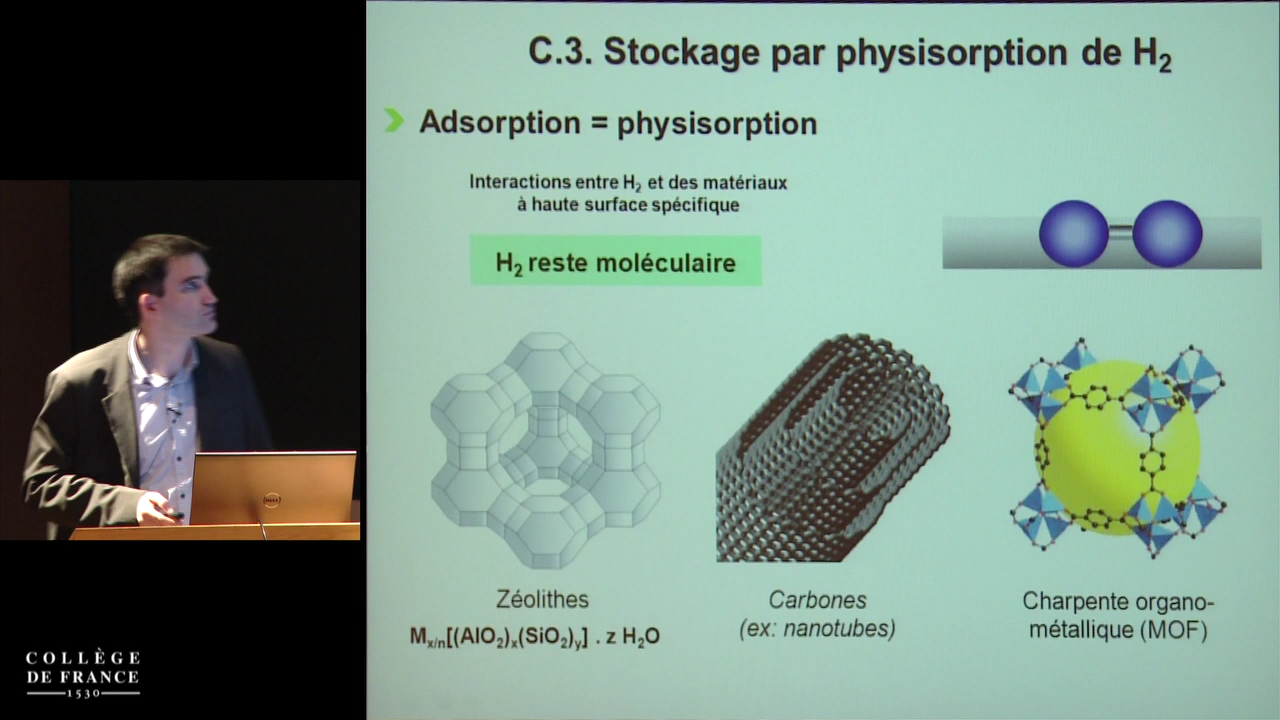 C.3. Stockage par physisorption de H₂
Adsorption = physisorption
Interactions entre H₂ et des matériaux
à haute surface spécifique
H₂ reste moléculaire
Zéolithes
Mₓ/ₙ[(AlO₂)ₓ(SiO₂)ᵧ] . z H₂O
Carbones
(ex: nanotubes)
Charpente organo-
métallique (MOF)
DELL
COLLÈGE
DE FRANCE
1530